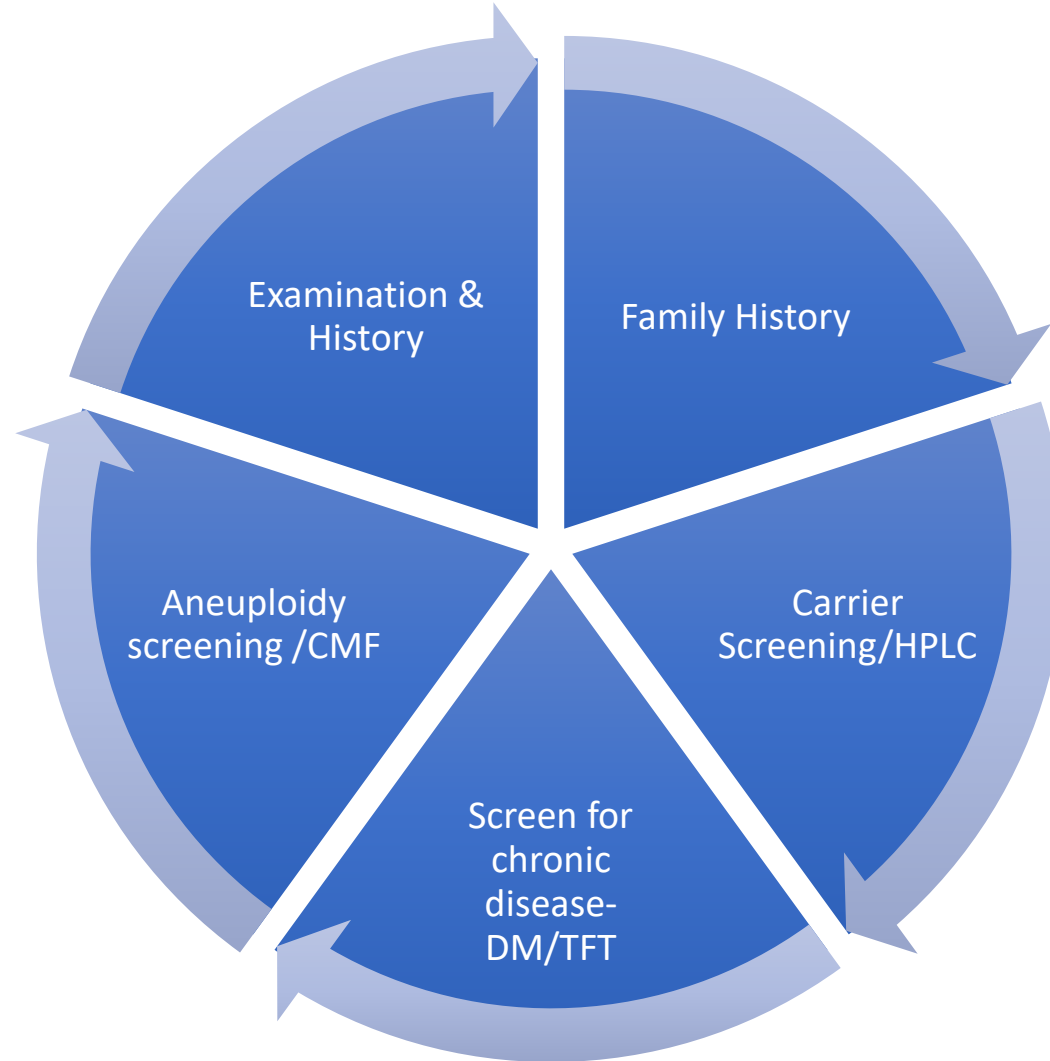 Family History
Carrier
Screening/HPLC
Screen for
chronic
disease-
DM/TFT
Aneuploidy
screening /CMF
Examination &
History